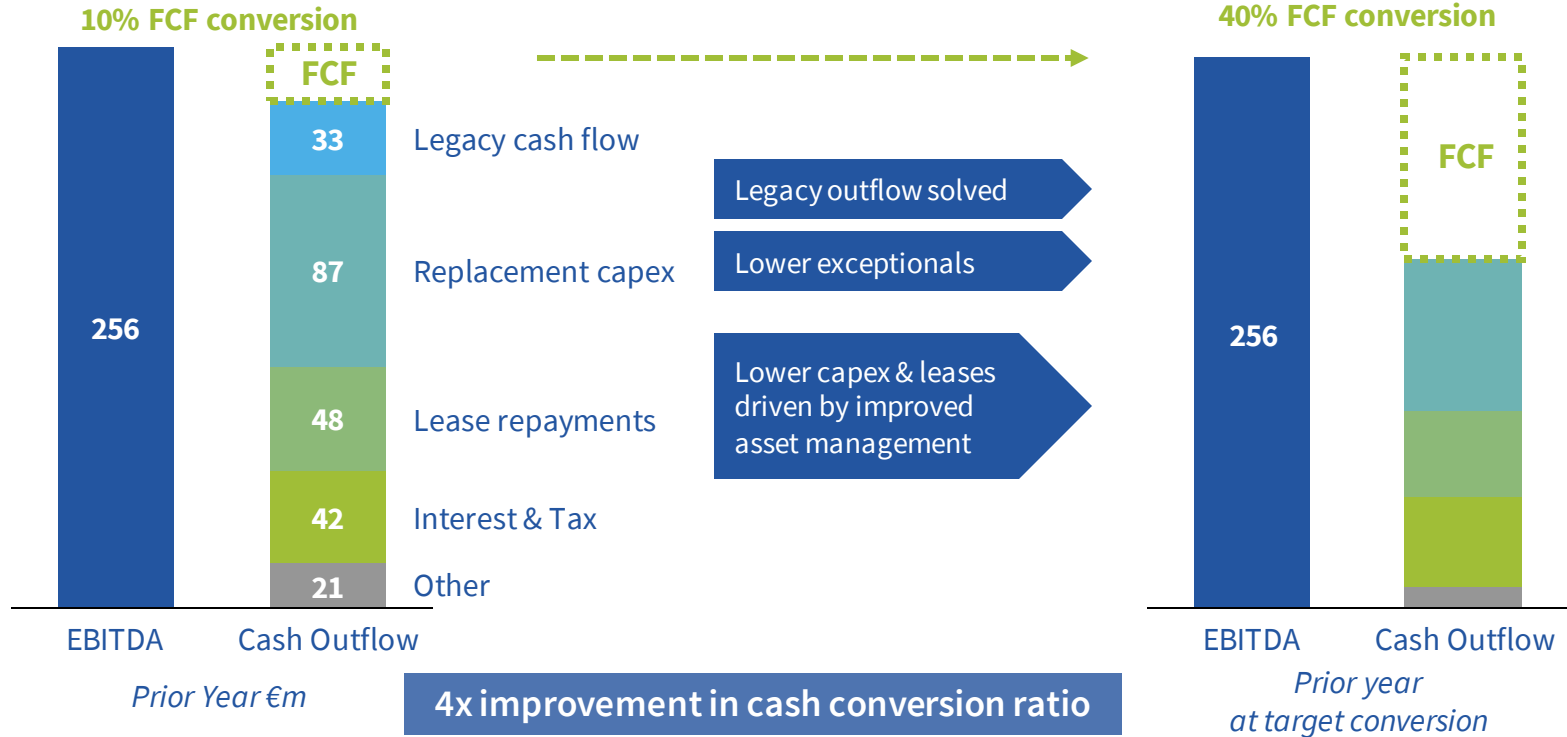 10% FCF conversion
40% FCF conversion
FCF
33
Legacy cash flow
87
Replacement capex
256
48
Lease repayments
42
Interest & Tax
21
Other
EBITDA
Cash Outflow
Prior Year €m
Legacy outflow solved
Lower exceptionals
Lower capex & leases
driven by improved
asset management
4x improvement in cash conversion ratio
FCF
256
EBITDA
Cash Outflow
Prior year
at target conversion